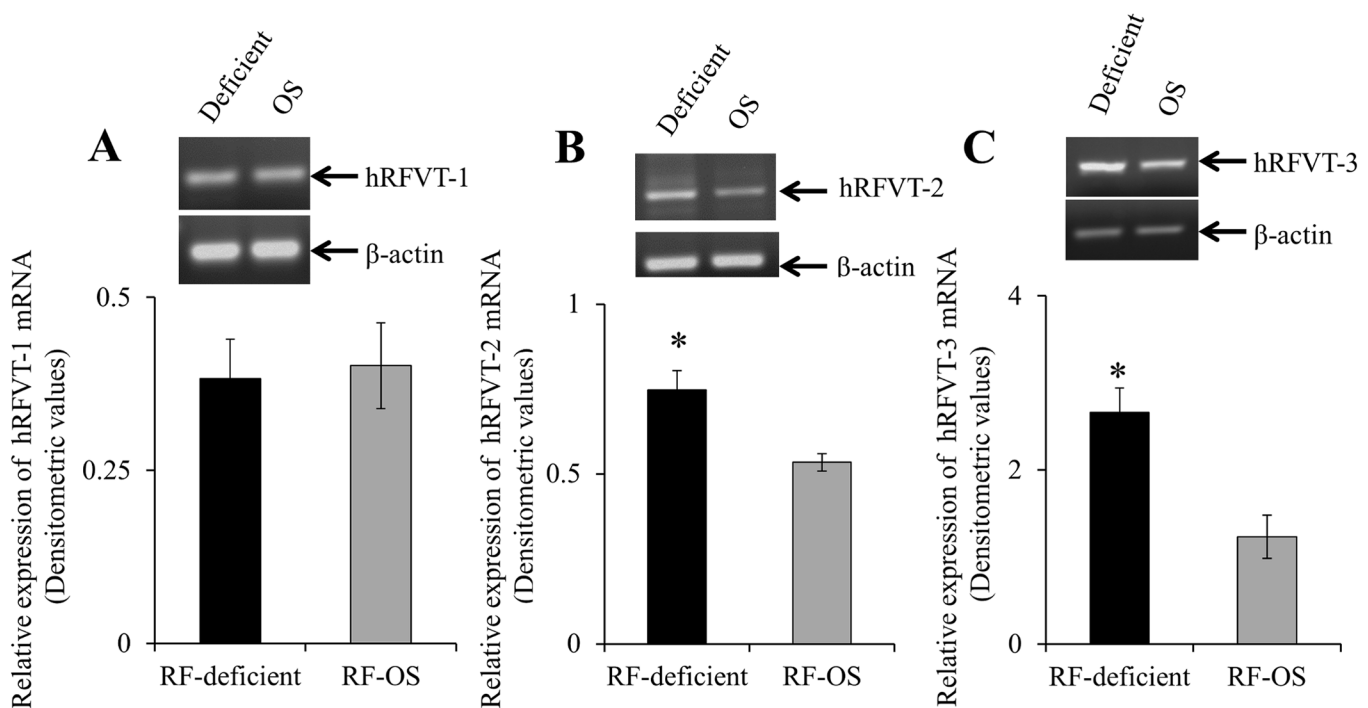 A
Deficient
OS
hRFVT-1
β-actin
Relative expression of hRFVT-1 mRNA
(Densitometric values)
0.5
0.25
0
RF-deficient
RF-OS
B
Deficient
OS
hRFVT-2
β-actin
Relative expression of hRFVT-2 mRNA
(Densitometric values)
1
*
0.5
0
RF-deficient
RF-OS
C
Deficient
OS
hRFVT-3
β-actin
Relative expression of hRFVT-3 mRNA
(Densitometric values)
4
*
2
0
RF-deficient
RF-OS